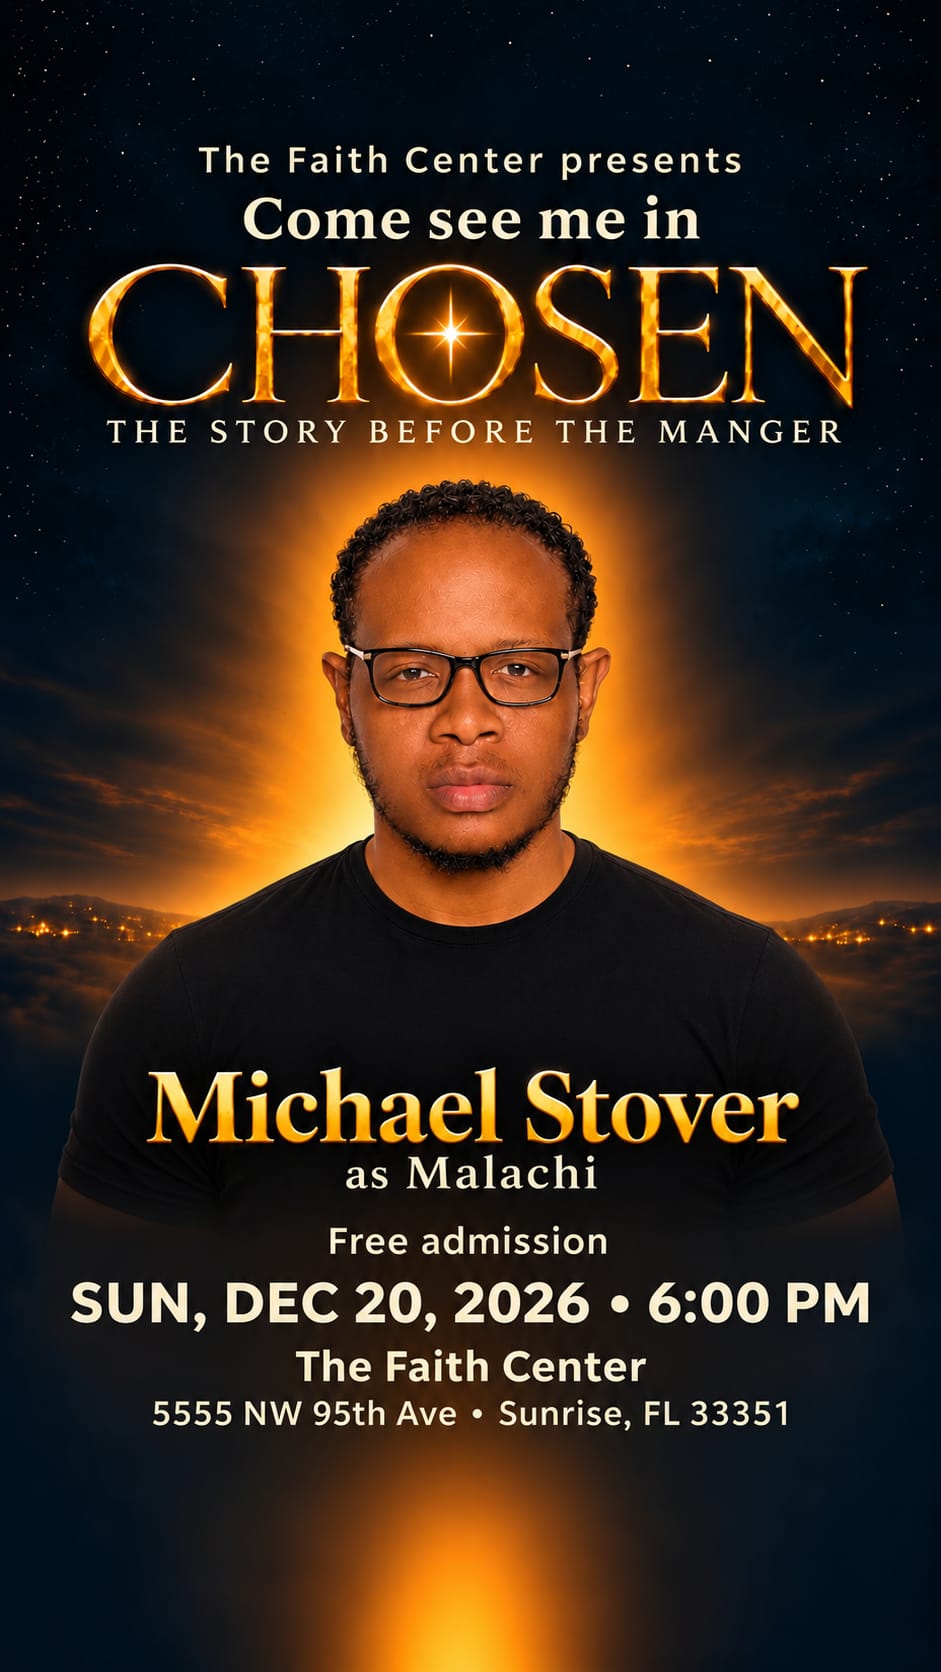 The Faith Center presents
Come see me in
CHOSEN
THE STORY BEFORE THE MANGER
Michael Stover
as Malachi
Free admission
SUN, DEC 20, 2026 • 6:00 PM
The Faith Center
5555 NW 95th Ave • Sunrise, FL 33351